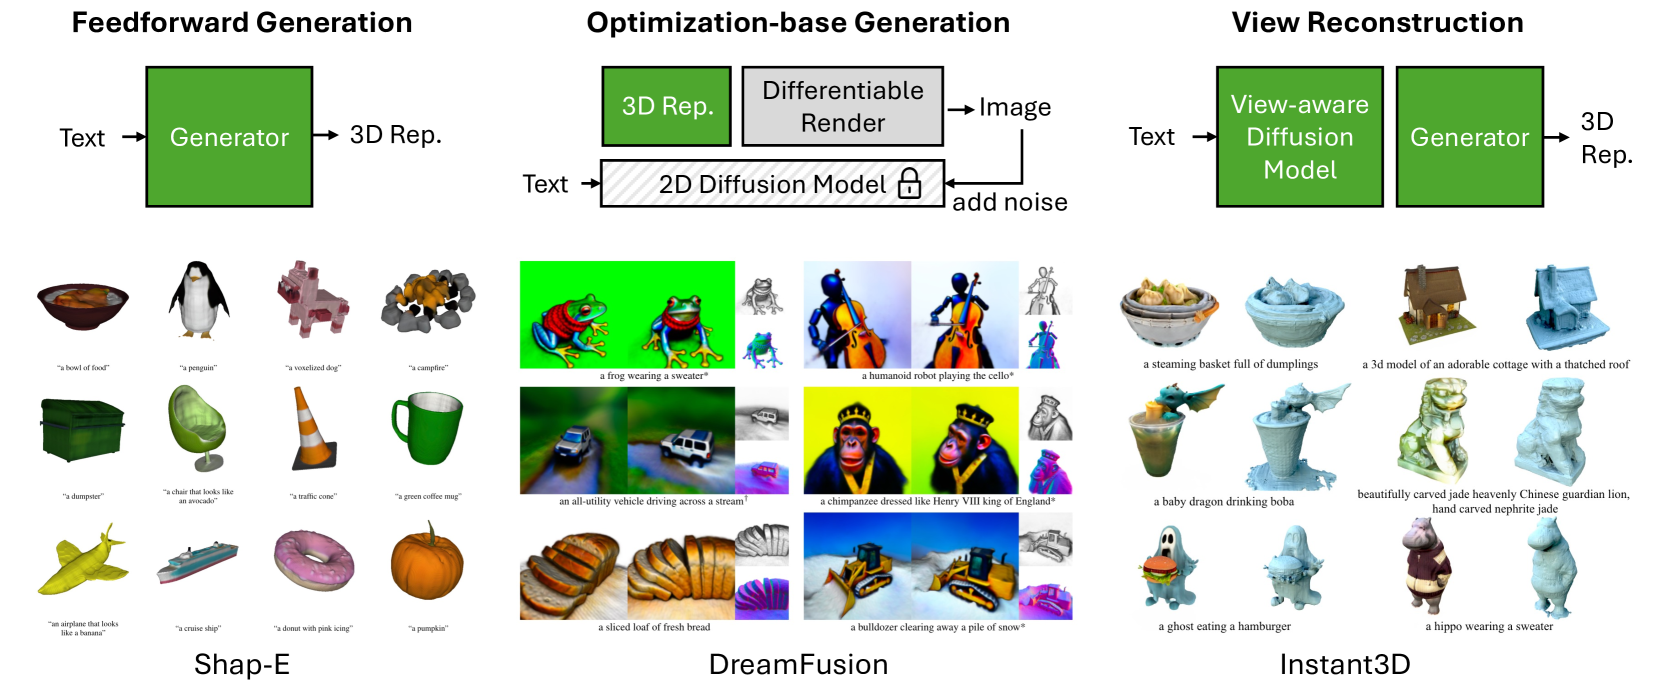 Feedforward Generation
Text
Generator
3D Rep.
"a bowl of food"
"a penguin"
"a voxelized dog"
"a campfire"
"a dumpster"
"a chair that looks like
an avocado"
"a traffic cone"
"a green coffee mug"
"an airplane that looks
like a banana"
"a cruise ship"
"a donut with pink icing"
"a pumpkin"
Shap-E
Optimization-base Generation
3D Rep.
Differentiable
Render
Image
Text
2D Diffusion Model
add noise
a frog wearing a sweater*
a humanoid robot playing the cello*
an all-utility vehicle driving across a stream†
a chimpanzee dressed like Henry VIII king of England*
a sliced loaf of fresh bread
a bulldozer clearing away a pile of snow*
DreamFusion
View Reconstruction
Text
View-aware
Diffusion
Model
Generator
3D
Rep.
a steaming basket full of dumplings
a 3d model of an adorable cottage with a thatched roof
a baby dragon drinking boba
beautifully carved jade heavenly Chinese guardian lion,
hand carved nephrite jade
a ghost eating a hamburger
a hippo wearing a sweater
Instant3D